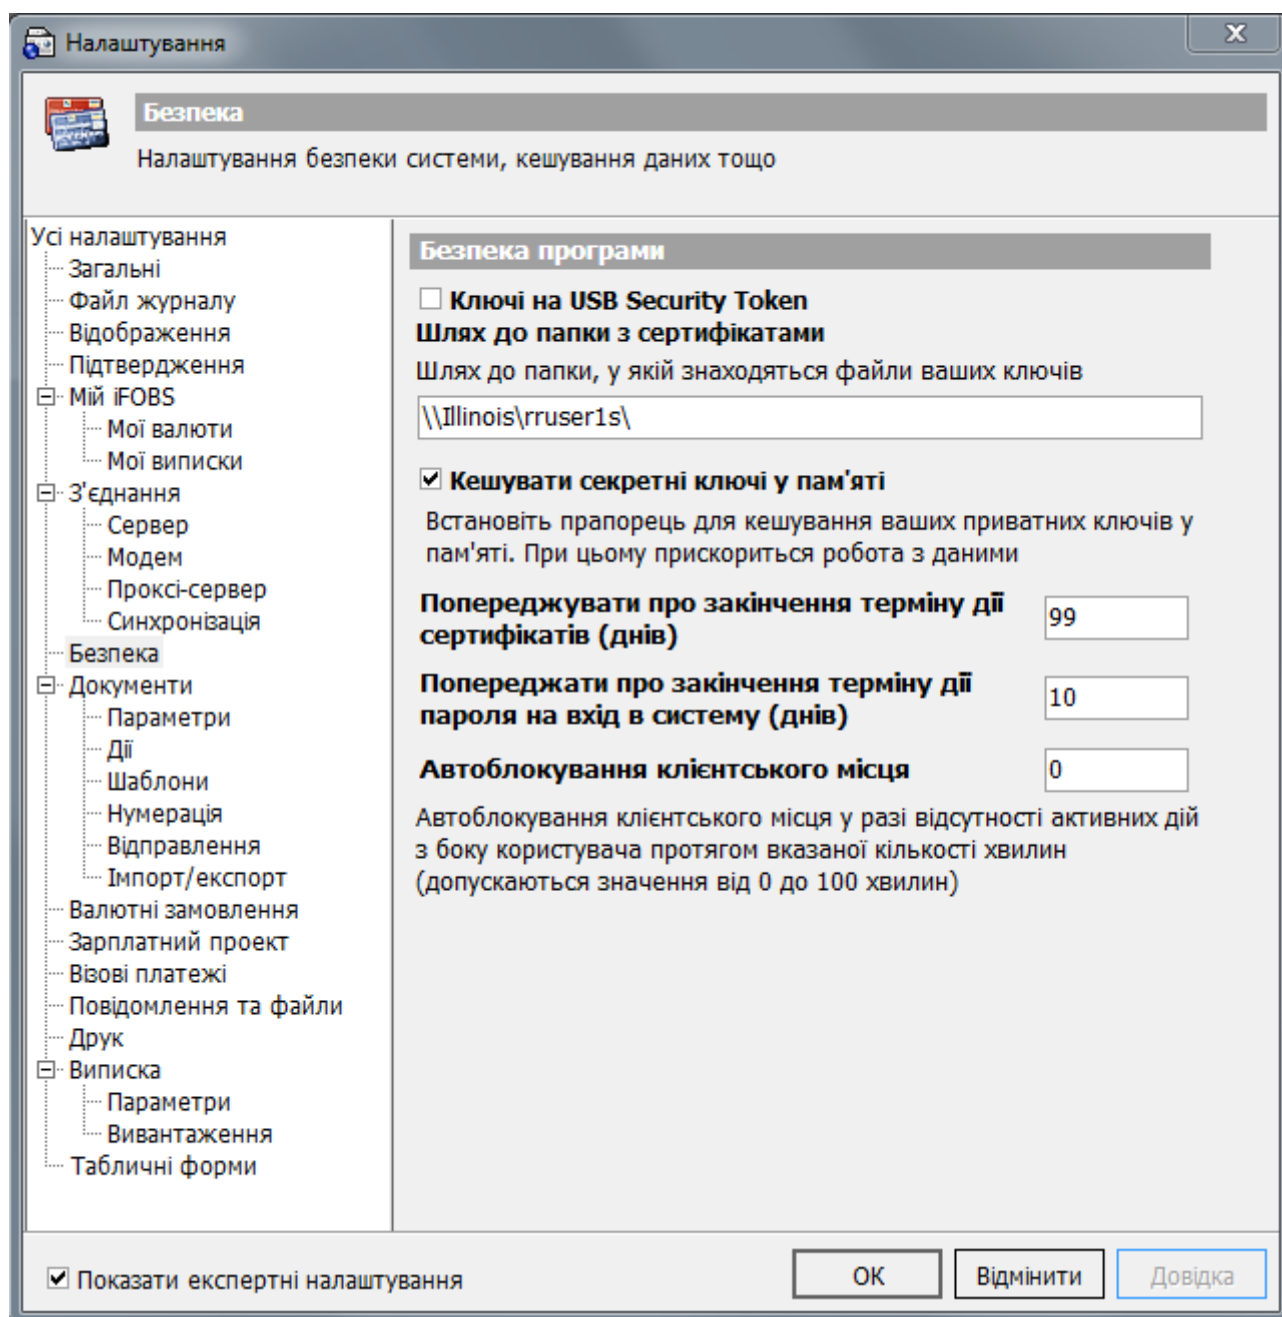 Налаштування
Безпека
Налаштування безпеки системи, кешування даних тощо
Усі налаштування
Загальні
Файл журналу
Відображення
Підтвердження
Мій iFOBS
Мої валюти
Мої виписки
З'єднання
Сервер
Модем
Проксі-сервер
Синхронізація
Безпека
Документи
Параметри
Дії
Шаблони
Нумерація
Відправлення
Імпорт/експорт
Валютні замовлення
Зарплатний проект
Візові платежі
Повідомлення та файли
Друк
Виписка
Параметри
Вивантаження
Табличні форми
Безпека програми
Ключі на USB Security Token
Шлях до папки з сертифікатами
Шлях до папки, у якій знаходяться файли ваших ключів
\\Illinois\rruser1s\
Кешувати секретні ключі у пам'яті
Встановіть прапорець для кешування ваших приватних ключів у
пам'яті. При цьому прискориться робота з даними
Попереджувати про закінчення терміну дії
сертифікатів (днів)
99
Попереджати про закінчення терміну дії
пароля на вхід в систему (днів)
10
Автоблокування клієнтського місця
0
Автоблокування клієнтського місця у разі відсутності активних дій
з боку користувача протягом вказаної кількості хвилин
(допускаються значення від 0 до 100 хвилин)
Показати експертні налаштування
ОК
Відмінити
Довідка